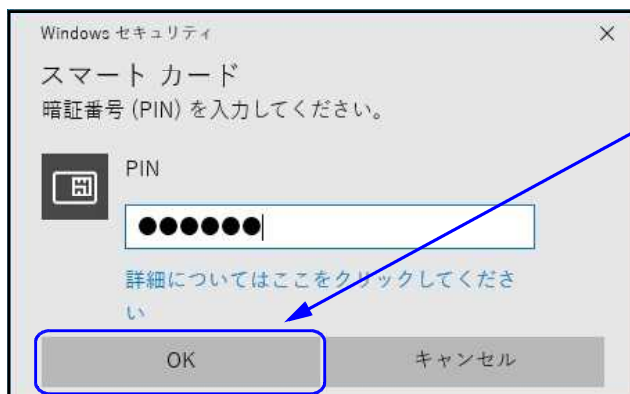 Windows セキュリティ
スマート カード
暗証番号 (PIN) を入力してください。
PIN
●●●●●●
詳細についてはここをクリックしてくださ
い
OK
キャンセル